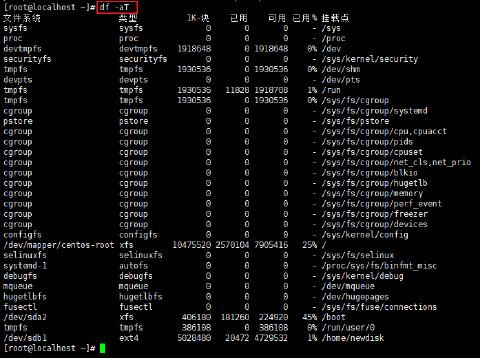 [root@localhost ~]# df -aT
文件系统 类型 1K-块 已用 可用 已用% 挂载点
sysfs sysfs 0 0 0 - /sys
proc proc 0 0 0 - /proc
devtmpfs devtmpfs 1918648 0 1918648 0% /dev
securityfs securityfs 0 0 0 - /sys/kernel/security
tmpfs tmpfs 1930536 0 1930536 0% /dev/shm
devpts devpts 0 0 0 - /dev/pts
tmpfs tmpfs 1930536 11828 1918708 1% /run
tmpfs tmpfs 1930536 0 1930536 0% /sys/fs/cgroup
cgroup cgroup 0 0 0 - /sys/fs/cgroup/systemd
pstore pstore 0 0 0 - /sys/fs/pstore
cgroup cgroup 0 0 0 - /sys/fs/cgroup/cpu,cpuacct
cgroup cgroup 0 0 0 - /sys/fs/cgroup/pids
cgroup cgroup 0 0 0 - /sys/fs/cgroup/cpuset
cgroup cgroup 0 0 0 - /sys/fs/cgroup/net_cls,net_prio
cgroup cgroup 0 0 0 - /sys/fs/cgroup/blkio
cgroup cgroup 0 0 0 - /sys/fs/cgroup/hugetlb
cgroup cgroup 0 0 0 - /sys/fs/cgroup/memory
cgroup cgroup 0 0 0 - /sys/fs/cgroup/perf_event
cgroup cgroup 0 0 0 - /sys/fs/cgroup/freezer
cgroup cgroup 0 0 0 - /sys/fs/cgroup/devices
configfs configfs 0 0 0 - /sys/kernel/config
/dev/mapper/centos-root xfs 10475520 2570104 7905416 25% /
selinuxfs selinuxfs 0 0 0 - /sys/fs/selinux
systemd-1 autofs 0 0 0 - /proc/sys/fs/binfmt_misc
debugfs debugfs 0 0 0 - /sys/kernel/debug
mqueue mqueue 0 0 0 - /dev/mqueue
hugetlbfs hugetlbfs 0 0 0 - /dev/hugepages
fusectl fusectl 0 0 0 - /sys/fs/fuse/connections
/dev/sda2 xfs 406180 181260 224920 45% /boot
tmpfs tmpfs 386108 0 386108 0% /run/user/0
/dev/sdb1 ext4 5028480 20472 4729532 1% /home/newdisk
[root@localhost ~]#